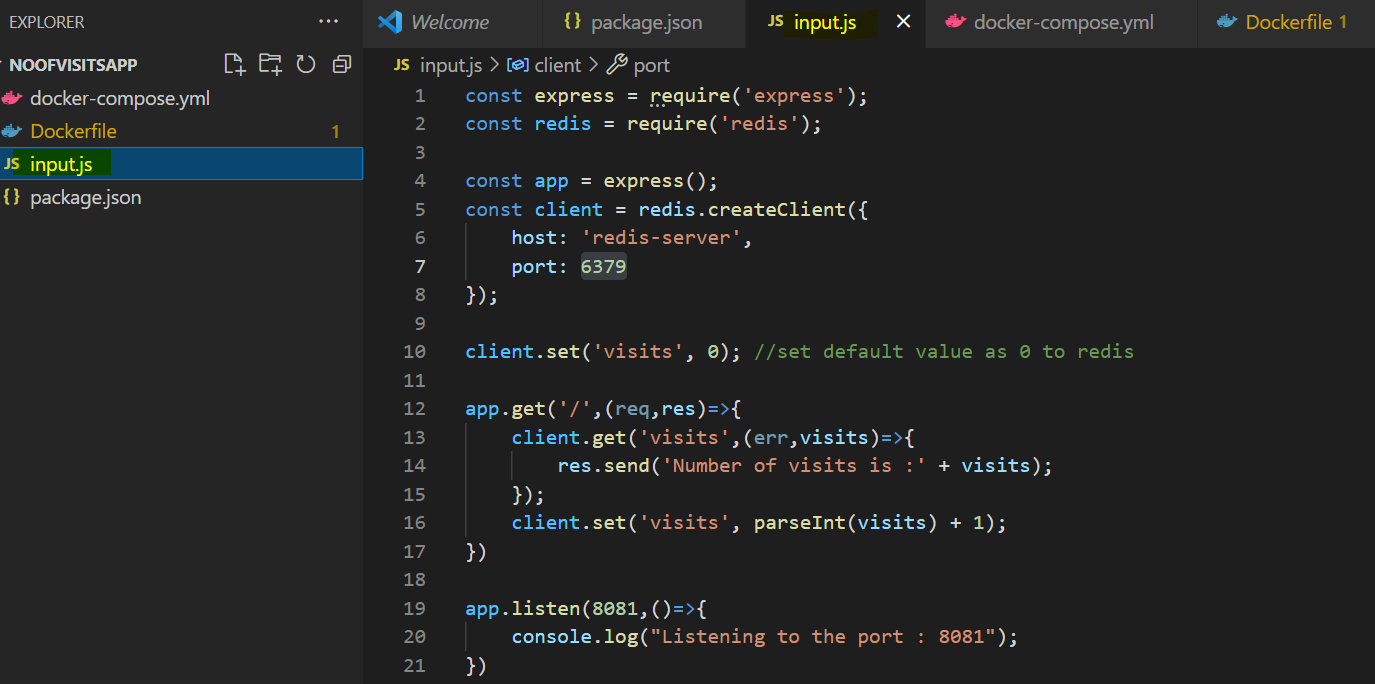 EXPLORER ...
NOOFVISITSAPP
docker-compose.yml
Dockerfile 1
JS input.js
{} package.json
Welcome {} package.json JS input.js docker-compose.yml Dockerfile 1
JS input.js > client > port
1 const express = require('express');
2 const redis = require('redis');
3
4 const app = express();
5 const client = redis.createClient({
6     host: 'redis-server',
7     port: 6379
8 });
9
10 client.set('visits', 0); //set default value as 0 to redis
11
12 app.get('/',(req,res)=>{
13     client.get('visits',(err,visits)=>{
14         res.send('Number of visits is :' + visits);
15     });
16     client.set('visits', parseInt(visits) + 1);
17 })
18
19 app.listen(8081,()=>{
20     console.log("Listening to the port : 8081");
21 })